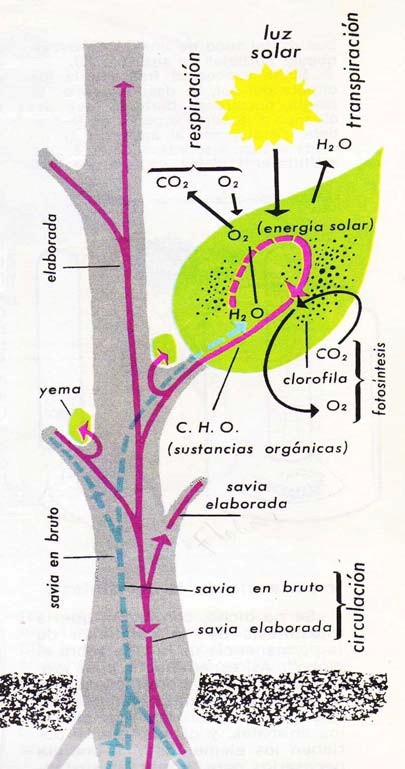 luz
solar
respiración
transpiración
H₂O
CO₂ O₂
O₂ (energía solar)
elaborada
H₂O
CO₂
clorofila
O₂
fotosíntesis
yema
C. H. O.
(sustancias orgánicas)
savia
elaborada
savia en bruto
savia en bruto
savia elaborada
circulación